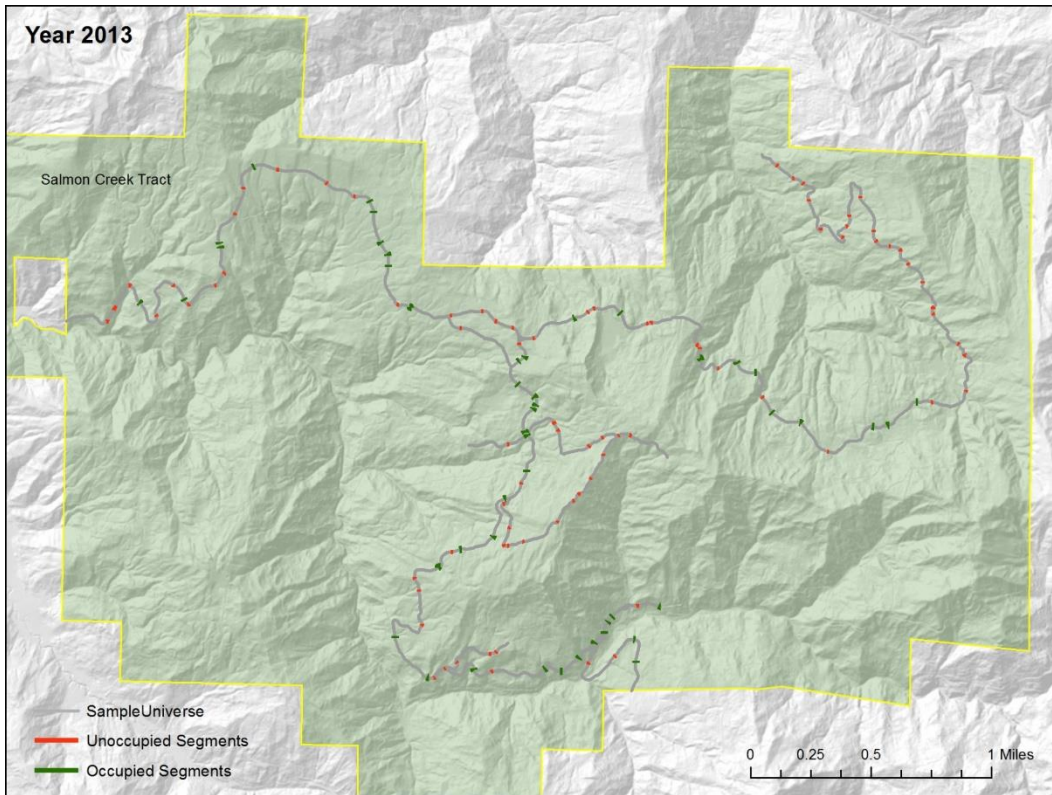 Year 2013
Salmon Creek Tract
SampleUniverse
Unoccupied Segments
Occupied Segments
0 0.25 0.5 1 Miles